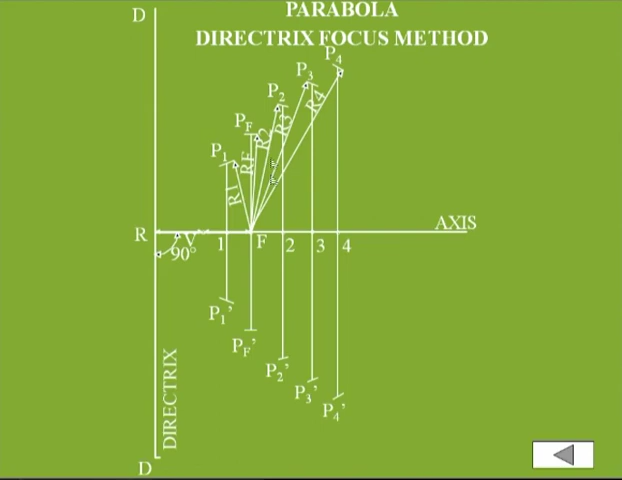 D
PARABOLA
DIRECTRIX FOCUS METHOD
P4
P3
P2
PF
P1
R4
R3
R2
RF
R1
R
V
90°
1
F
2
3
4
AXIS
P1’
PF’
P2’
P3’
P4’
DIRECTRIX
D